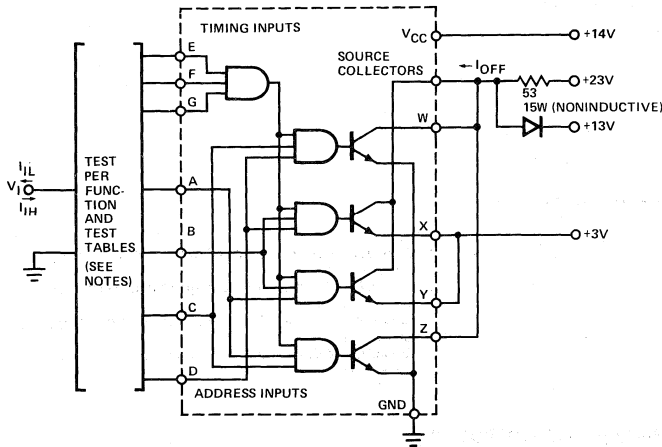 TIMING INPUTS
V_CC
+14V
E
SOURCE
COLLECTORS
← I_OFF
+23V
F
53
15W (NONINDUCTIVE)
G
W
+13V
I_IL
V_I
I_IH
TEST
PER
FUNC-
TION
AND
TEST
TABLES
(SEE
NOTES)
A
B
X
+3V
Y
C
Z
D
ADDRESS INPUTS
GND